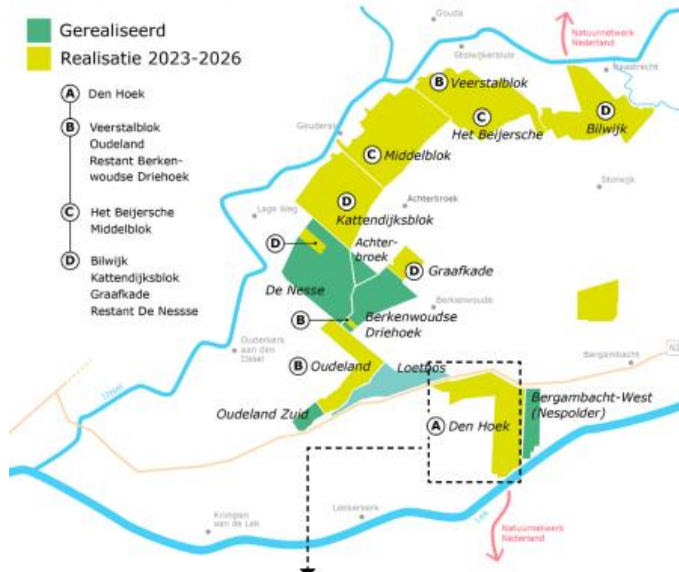 Gerealiseerd
Realisatie 2023-2026
A Den Hoek
B Veerstalblok
Oudeland
Restant Berken-
woudse Driehoek
C Het Beijersche
Middelblok
D Bilwijk
Kattendijksblok
Graafkade
Restant De Nessse
Gouda
Natuurnetwerk
Nederland
Stolwijkersluis
Haastrecht
B Veerstalblok
D
Bilwijk
C
Het Beijersche
Gouderak
C Middelblok
Stolwijk
D
Kattendijksblok
Achterbroek
Lage Weg
D
Achter-
broek
D Graafkade
De Nesse
Berkenwoude
B
Berkenwoudse
Driehoek
Ouderkerk
aan den
IJssel
B Oudeland
Loetbos
Bergambacht
IJssel
Oudeland Zuid
Bergambacht-West
(Nespolder)
A Den Hoek
Lekkerkerk
Krimpen
aan de Lek
Lek
Natuurnetwerk
Nederland